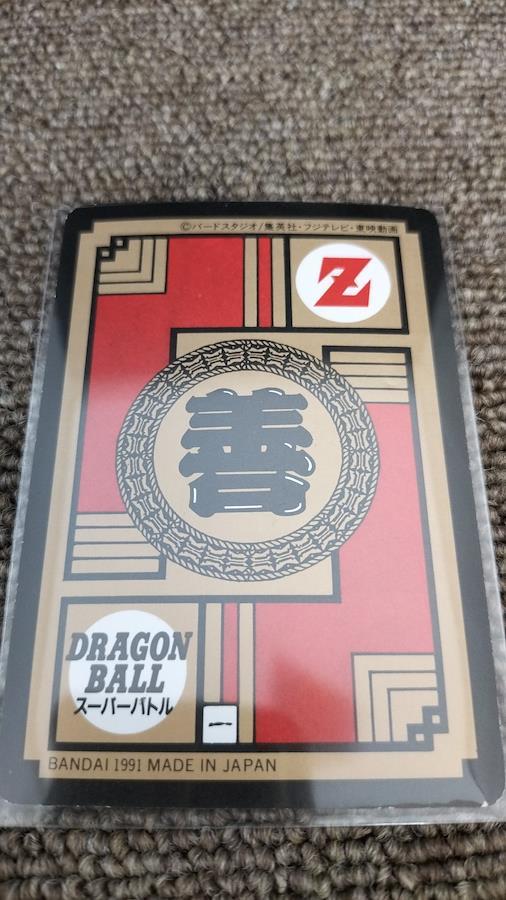 ©バードスタジオ/集英社・フジテレビ・東映動画
Z
善
DRAGON
BALL
スーパーバトル
一
BANDAI 1991 MADE IN JAPAN